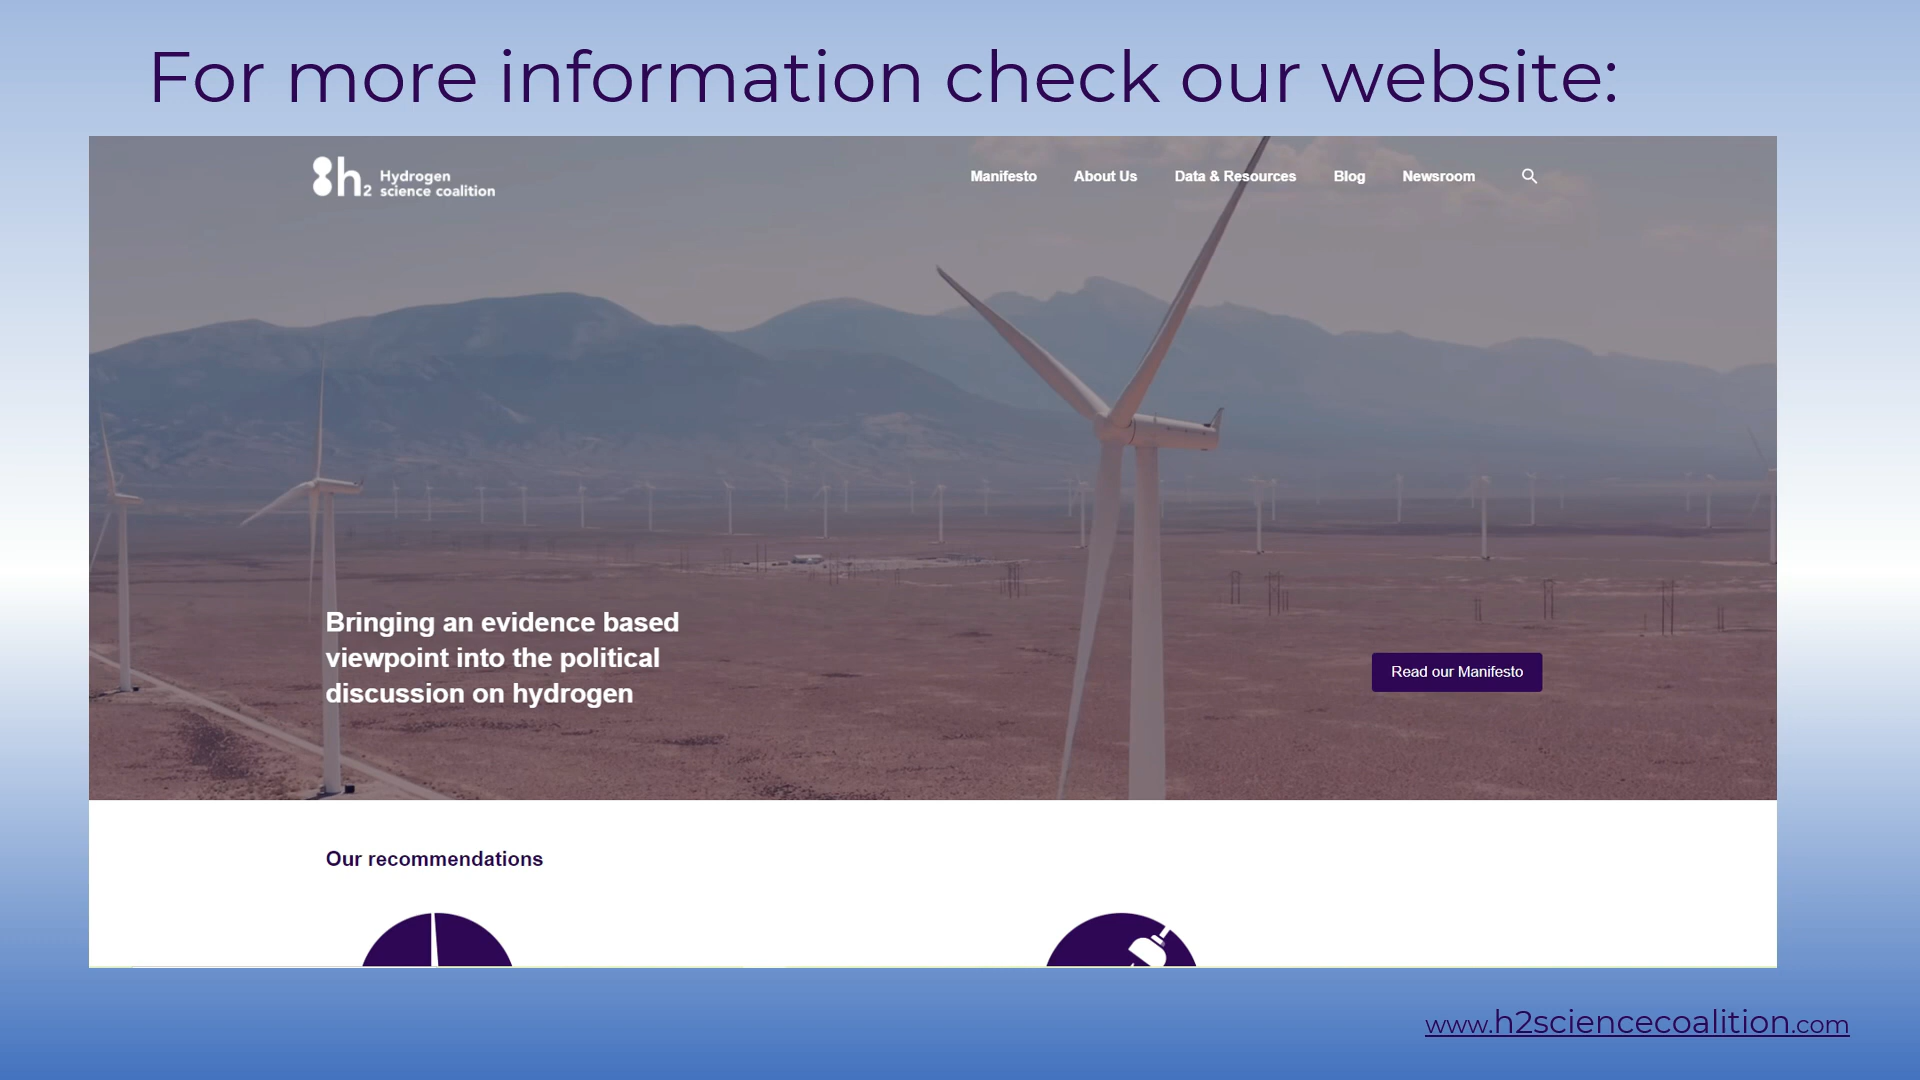 For more information check our website:
8h2 Hydrogen
science coalition
Manifesto About Us Data & Resources Blog Newsroom
Bringing an evidence based
viewpoint into the political
discussion on hydrogen
Read our Manifesto
Our recommendations
www.h2sciencecoalition.com